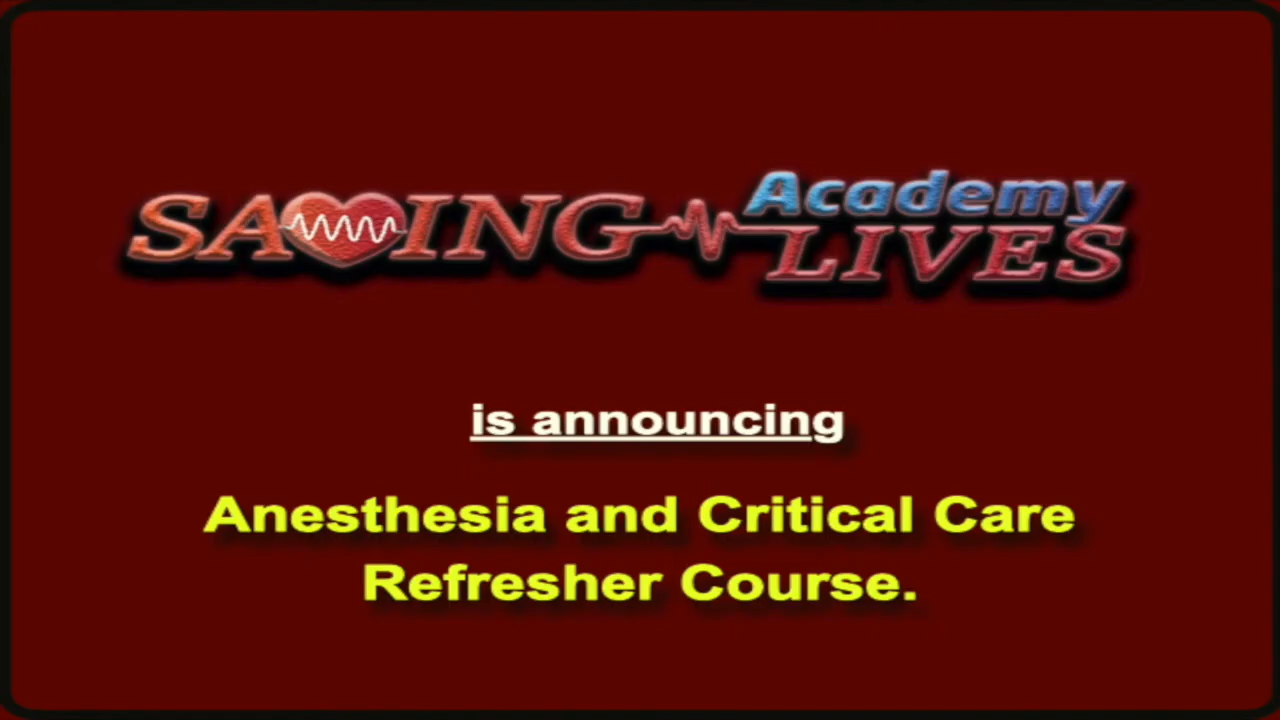 SAVING Academy
LIVES
is announcing
Anesthesia and Critical Care
Refresher Course.